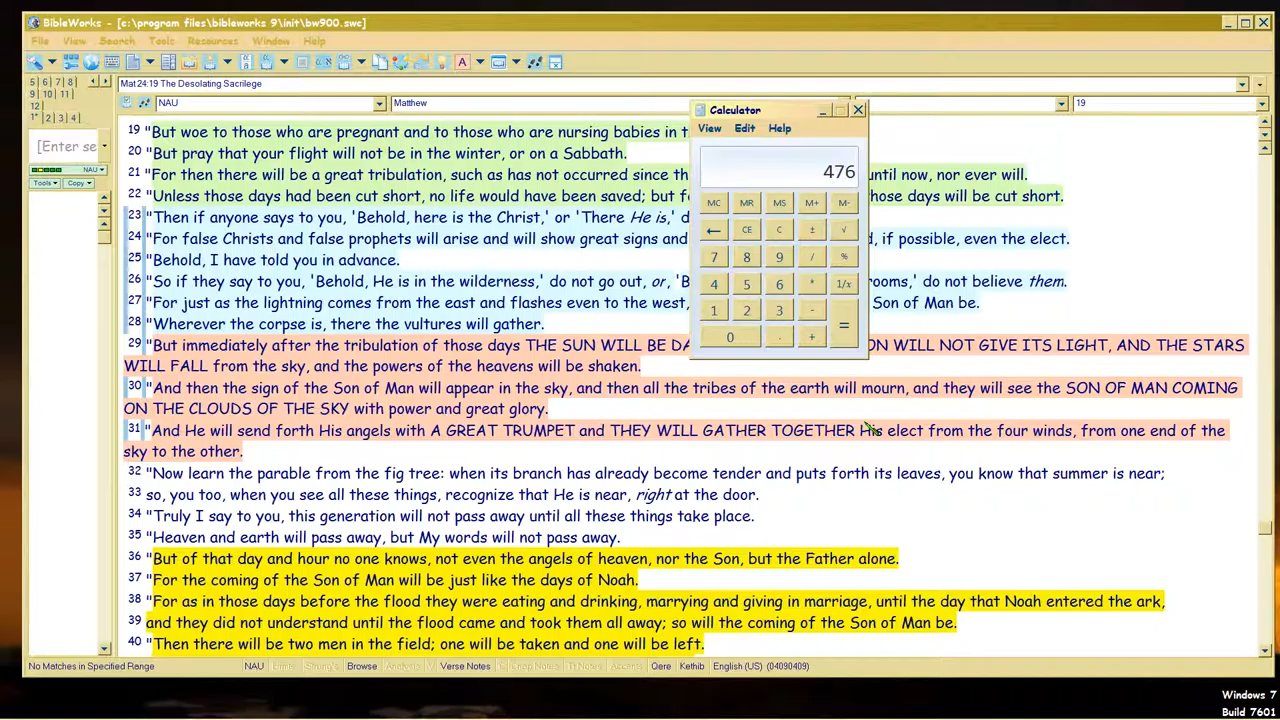 BibleWorks - [c:\program files\bibleworks 9\init\bw900.swc]
File View Search Tools Resources Window Help
5 | 6 | 7 | 8 |
9 | 10 | 11 |
12 |
1* | 2 | 3 | 4 |
Mat 24:19 The Desolating Sacrilege
NAU Matthew 19
[Enter se
NAU
Tools Copy
19 "But woe to those who are pregnant and to those who are nursing babies in t
20 "But pray that your flight will not be in the winter, or on a Sabbath.
21 "For then there will be a great tribulation, such as has not occurred since th until now, nor ever will.
22 "Unless those days had been cut short, no life would have been saved; but f hose days will be cut short.
23 "Then if anyone says to you, 'Behold, here is the Christ,' or 'There He is,' d
24 "For false Christs and false prophets will arise and will show great signs and d, if possible, even the elect.
25 "Behold, I have told you in advance.
26 "So if they say to you, 'Behold, He is in the wilderness,' do not go out, or, 'B rooms,' do not believe them.
27 "For just as the lightning comes from the east and flashes even to the west, Son of Man be.
28 "Wherever the corpse is, there the vultures will gather.
29 "But immediately after the tribulation of those days THE SUN WILL BE DA ON WILL NOT GIVE ITS LIGHT, AND THE STARS
WILL FALL from the sky, and the powers of the heavens will be shaken.
30 "And then the sign of the Son of Man will appear in the sky, and then all the tribes of the earth will mourn, and they will see the SON OF MAN COMING
ON THE CLOUDS OF THE SKY with power and great glory.
31 "And He will send forth His angels with A GREAT TRUMPET and THEY WILL GATHER TOGETHER His elect from the four winds, from one end of the
sky to the other.
32 "Now learn the parable from the fig tree: when its branch has already become tender and puts forth its leaves, you know that summer is near;
33 so, you too, when you see all these things, recognize that He is near, right at the door.
34 "Truly I say to you, this generation will not pass away until all these things take place.
35 "Heaven and earth will pass away, but My words will not pass away.
36 "But of that day and hour no one knows, not even the angels of heaven, nor the Son, but the Father alone.
37 "For the coming of the Son of Man will be just like the days of Noah.
38 "For as in those days before the flood they were eating and drinking, marrying and giving in marriage, until the day that Noah entered the ark,
39 and they did not understand until the flood came and took them all away; so will the coming of the Son of Man be.
40 "Then there will be two men in the field; one will be taken and one will be left.
Calculator
View Edit Help
476
MC MR MS M+ M-
← CE C ± √
7 8 9 / %
4 5 6 * 1/x
1 2 3 - =
0 . +
No Matches in Specified Range NAU Limits Strong's Browse Analysis V Verse Notes C Chap Notes Tt Notes Accents Qere Kethib English (US) (04090409)
Windows 7
Build 7601